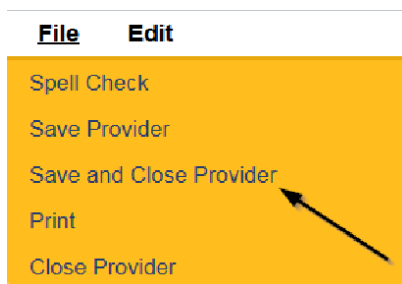 File Edit
Spell Check
Save Provider
Save and Close Provider
Print
Close Provider